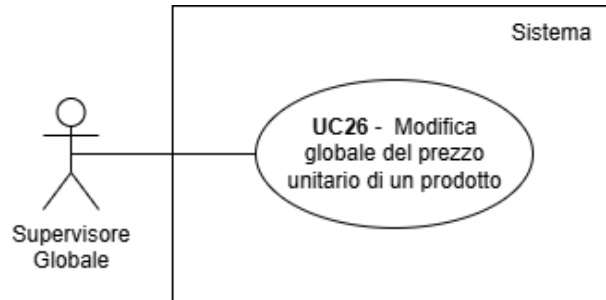 Sistema
UC26 - Modifica
globale del prezzo
unitario di un prodotto
Supervisore
Globale